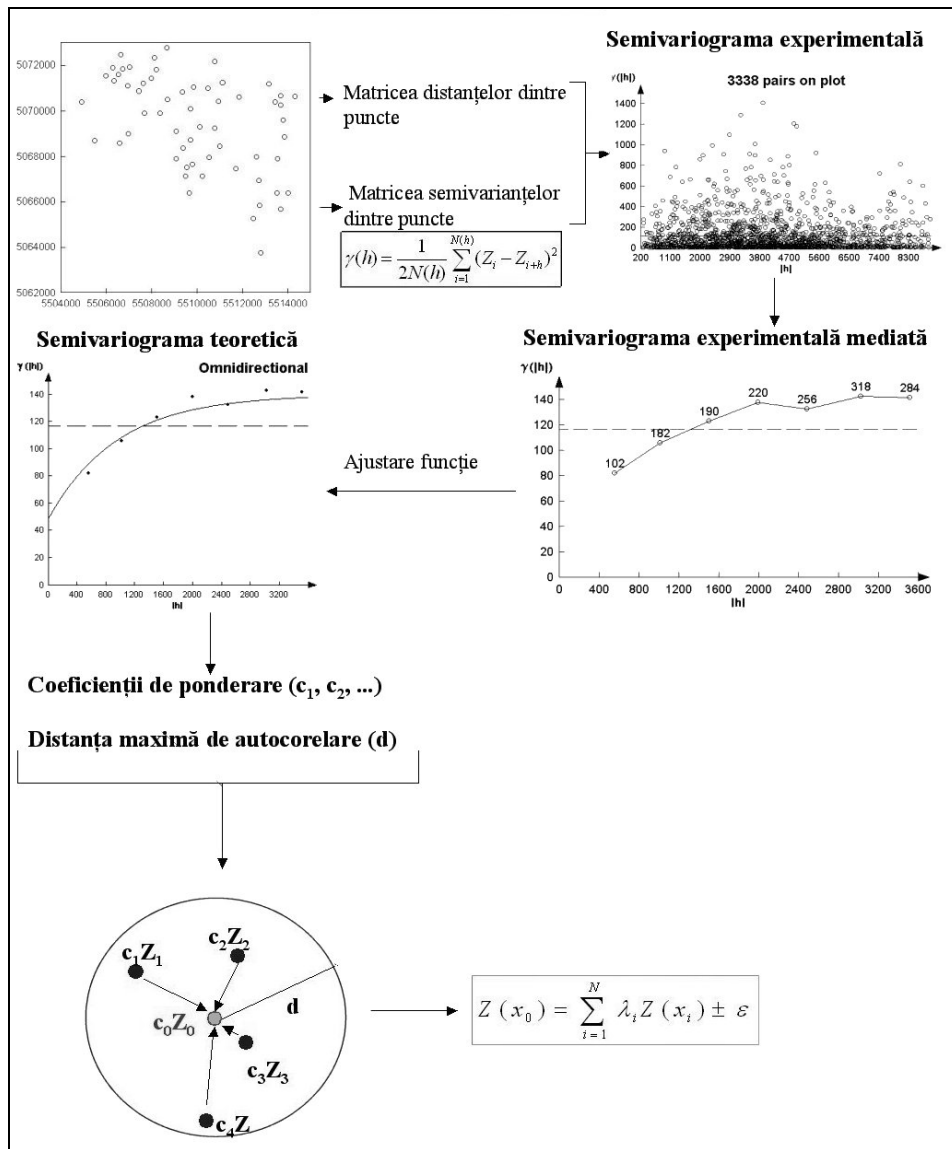 Semivariograma experimentală
5072000
5070000
5068000
5066000
5064000
5062000
5504000 5506000 5508000 5510000 5512000 5514000
Matricea distanțelor dintre
puncte
Matricea semivarianțelor
dintre puncte
γ(h) = 1/2N(h) ∑_{i=1}^{N(h)} (Z_i − Z_{i+h})²
γ(|h|)
3338 pairs on plot
1400
1200
1000
800
600
400
200
0
200 1100 2000 2900 3800 4700 5600 6500 7400 8300
|h|
Semivariograma teoretică
γ(|h|)
Omnidirectional
140
120
100
80
60
40
20
0
0 400 800 1200 1600 2000 2400 3200
|h|
Ajustare funcție
Semivariograma experimentală mediată
γ(|h|)
140
120
100
80
60
40
20
0
102 182 190 220 256 318 284
0 400 800 1200 1600 2000 2400 2800 3200 3600
|h|
Coeficienții de ponderare (c₁, c₂, ...)
Distanța maximă de autocorelare (d)
c₁Z₁
c₂Z₂
c₀Z₀
d
c₃Z₃
c₄Z
Z (x₀) = ∑_{i=1}^{N} λ_i Z (x_i) ± ε